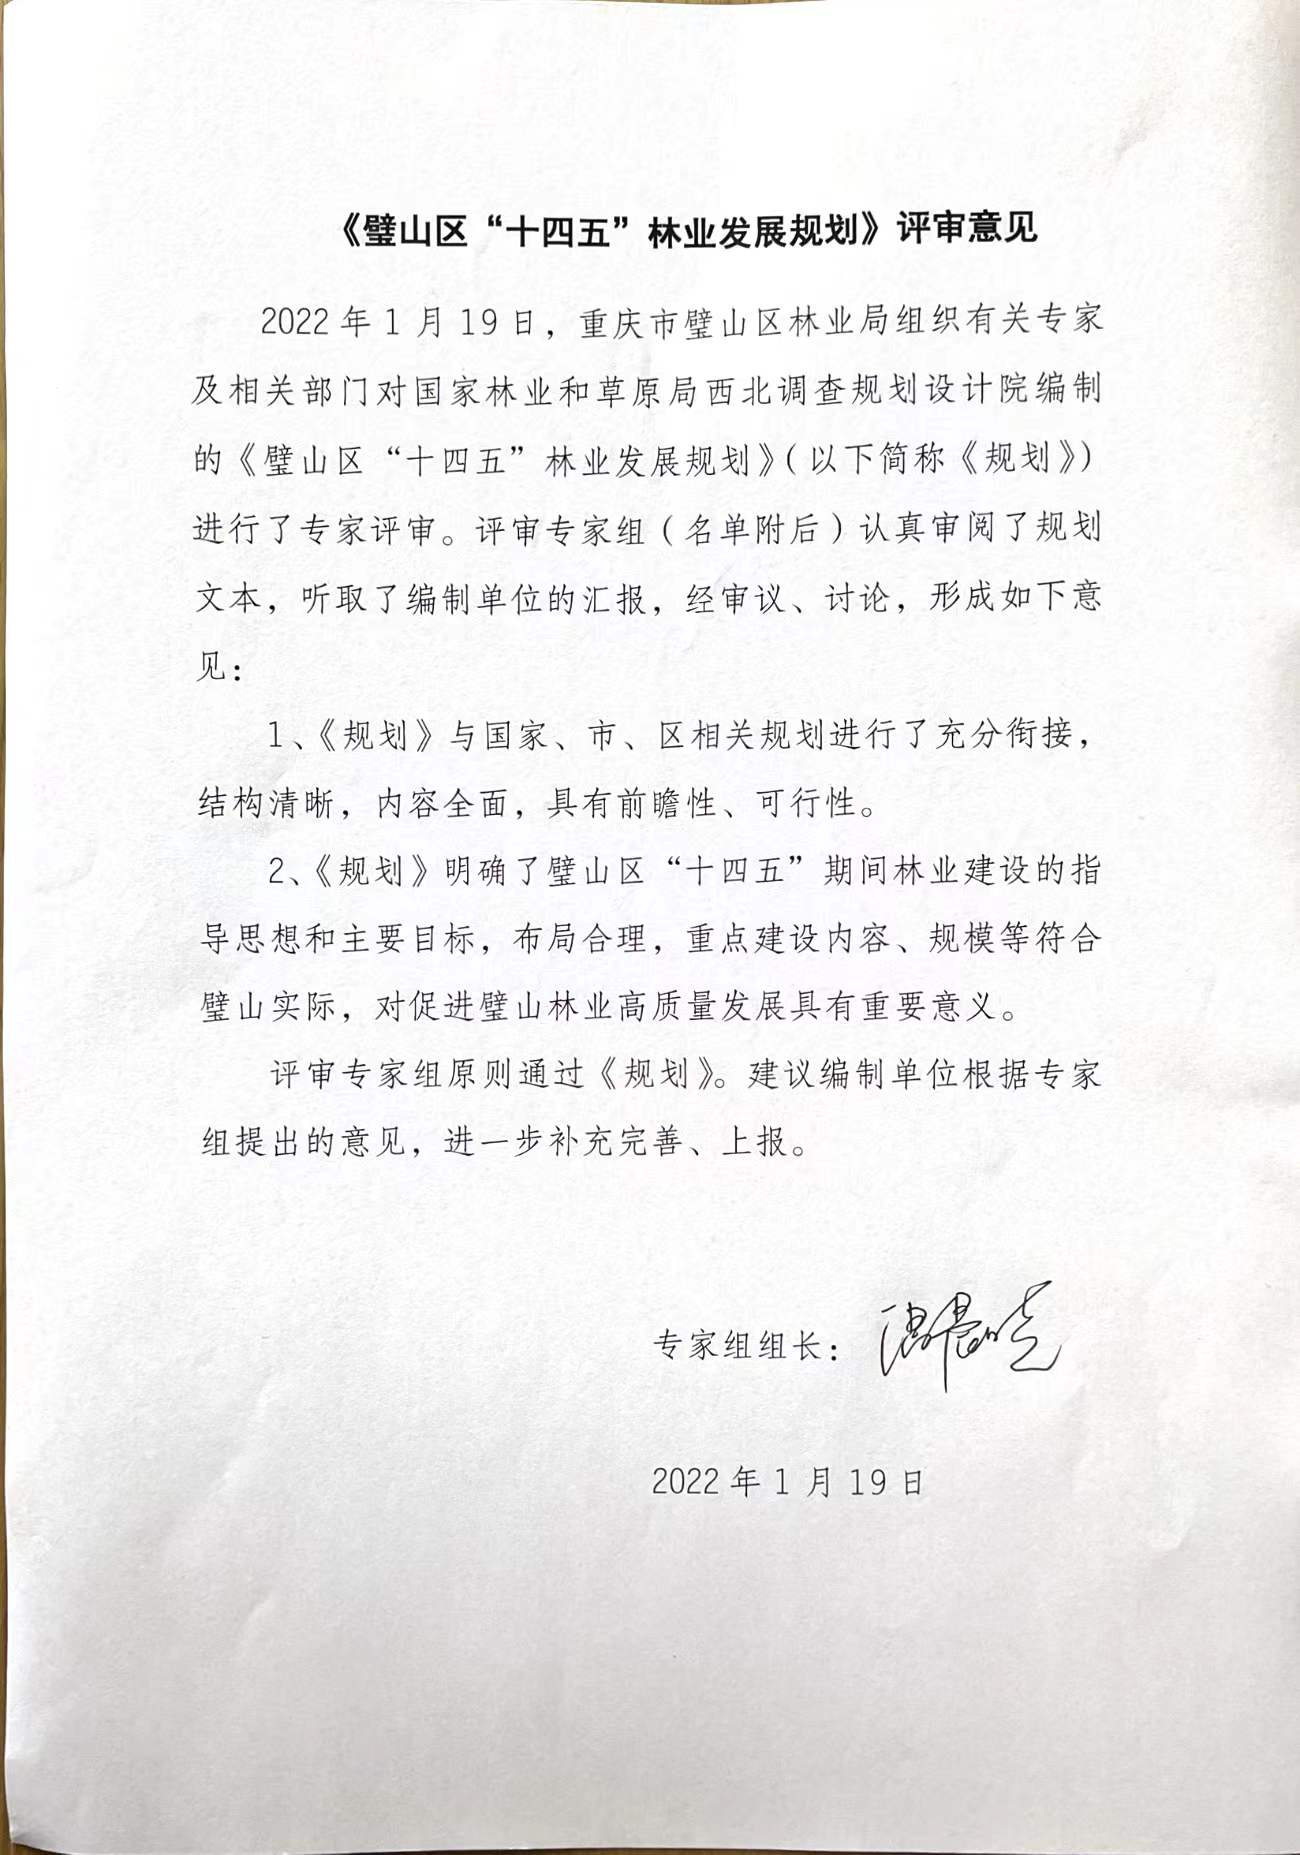 《璧山区“十四五”林业发展规划》评审意见
2022年1月19日，重庆市璧山区林业局组织有关专家
及相关部门对国家林业和草原局西北调查规划设计院编制
的《璧山区“十四五”林业发展规划》（以下简称《规划》）
进行了专家评审。评审专家组（名单附后）认真审阅了规划
文本，听取了编制单位的汇报，经审议、讨论，形成如下意
见：
1、《规划》与国家、市、区相关规划进行了充分衔接，
结构清晰，内容全面，具有前瞻性、可行性。
2、《规划》明确了璧山区“十四五”期间林业建设的指
导思想和主要目标，布局合理，重点建设内容、规模等符合
璧山实际，对促进璧山林业高质量发展具有重要意义。
评审专家组原则通过《规划》。建议编制单位根据专家
组提出的意见，进一步补充完善、上报。
专家组组长：
2022年1月19日